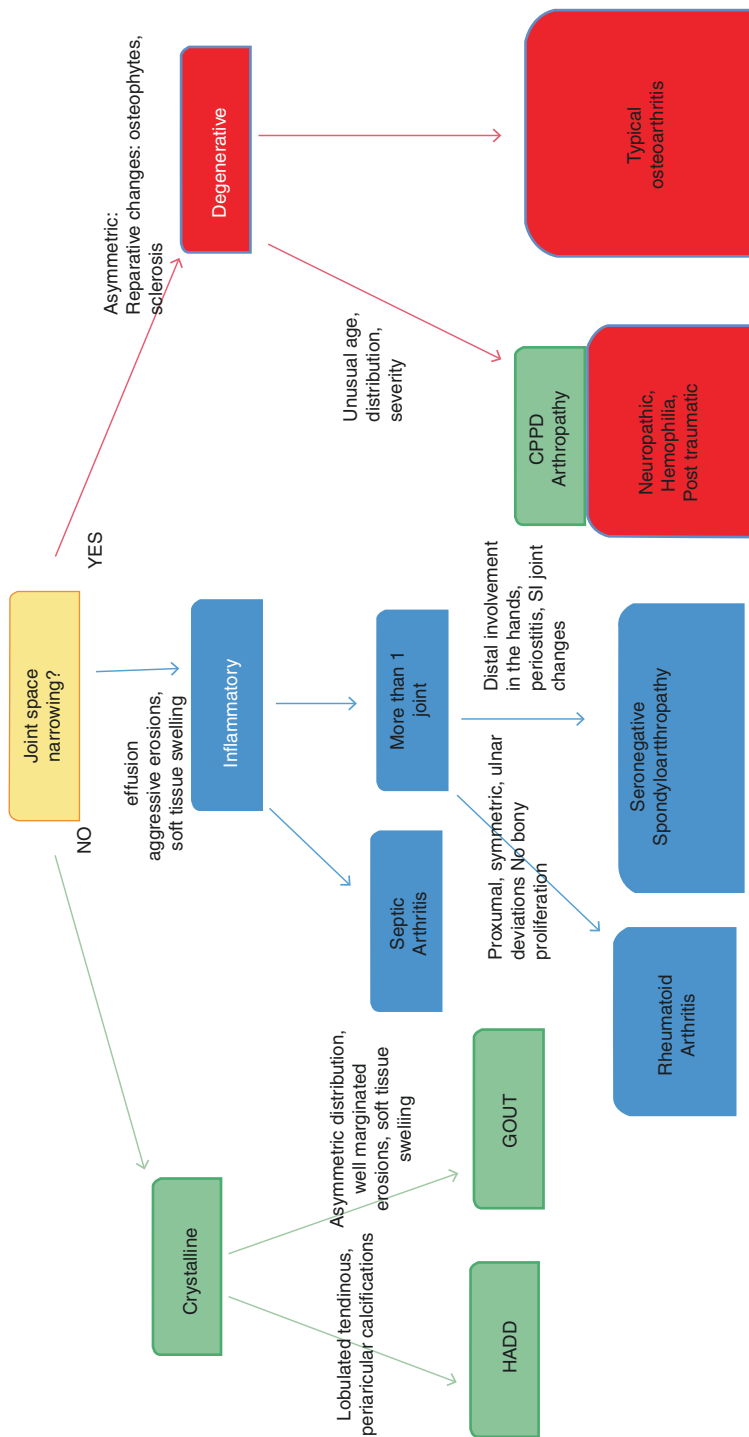 Joint space
narrowing?
NO
YES
Crystalline
effusion
aggressive erosions,
soft tissue swelling
Inflammatory
Asymmetric:
Reparative changes: osteophytes,
sclerosis
Degenerative
Lobulated tendinous,
periaricular calcifications
Asymmetric distribution,
well marginated
erosions, soft tissue
swelling
HADD
GOUT
Septic
Arthritis
More than 1
joint
Proxumal, symmetric, ulnar
deviations No bony
proliferation
Distal involvement
in the hands,
periostitis, SI joint
changes
Rheumatoid
Arthritis
Seronegative
Spondyloartthropathy
Unusual age,
distribution,
severity
CPPD
Arthropathy
Neuropathic,
Hemophilia,
Post traumatic
Typical
osteoarthritis